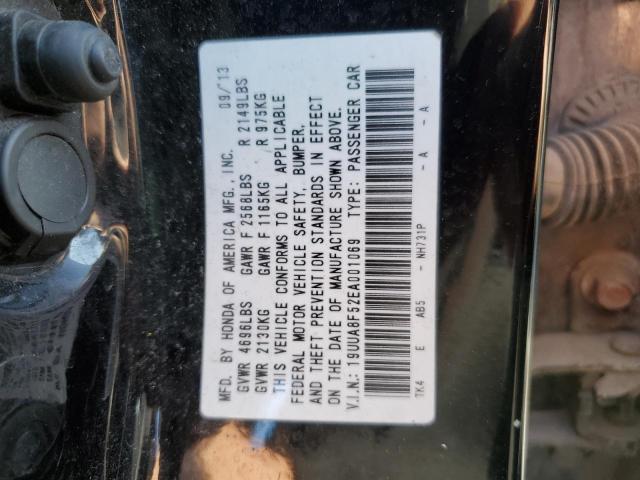 MFD. BY HONDA OF AMERICA MFG., INC. 09/13
GVWR 4696LBS GAWR F 2568LBS R 2149LBS
GVWR 2130KG GAWR F 1165KG R 975KG
THIS VEHICLE CONFORMS TO ALL APPLICABLE
FEDERAL MOTOR VEHICLE SAFETY, BUMPER,
AND THEFT PREVENTION STANDARDS IN EFFECT
ON THE DATE OF MANUFACTURE SHOWN ABOVE.
V.I.N.: 19UUA8F52EA001069 TYPE: PASSENGER CAR
TK4 E AB5 - NH731P - A - A